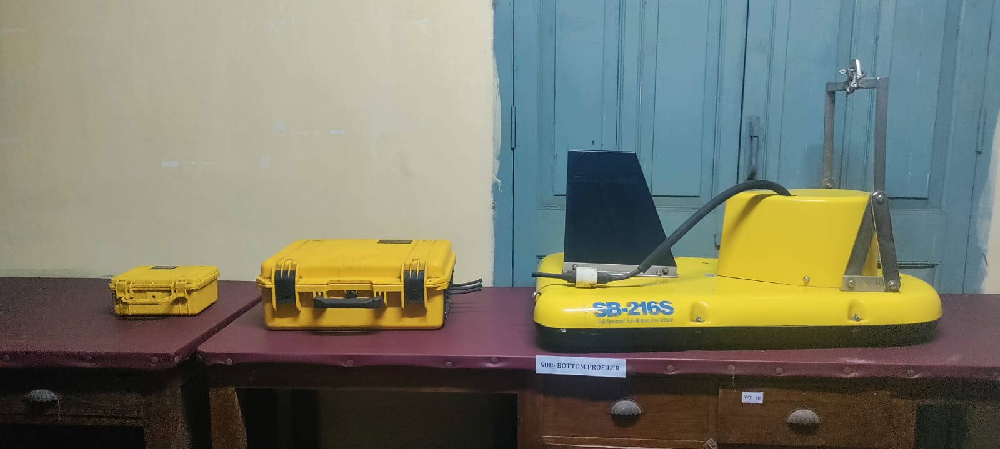 SB-216S
Full Spectrum Sub-Bottom Tow Vehicle
SUB- BOTTOM PROFILER
WT -10